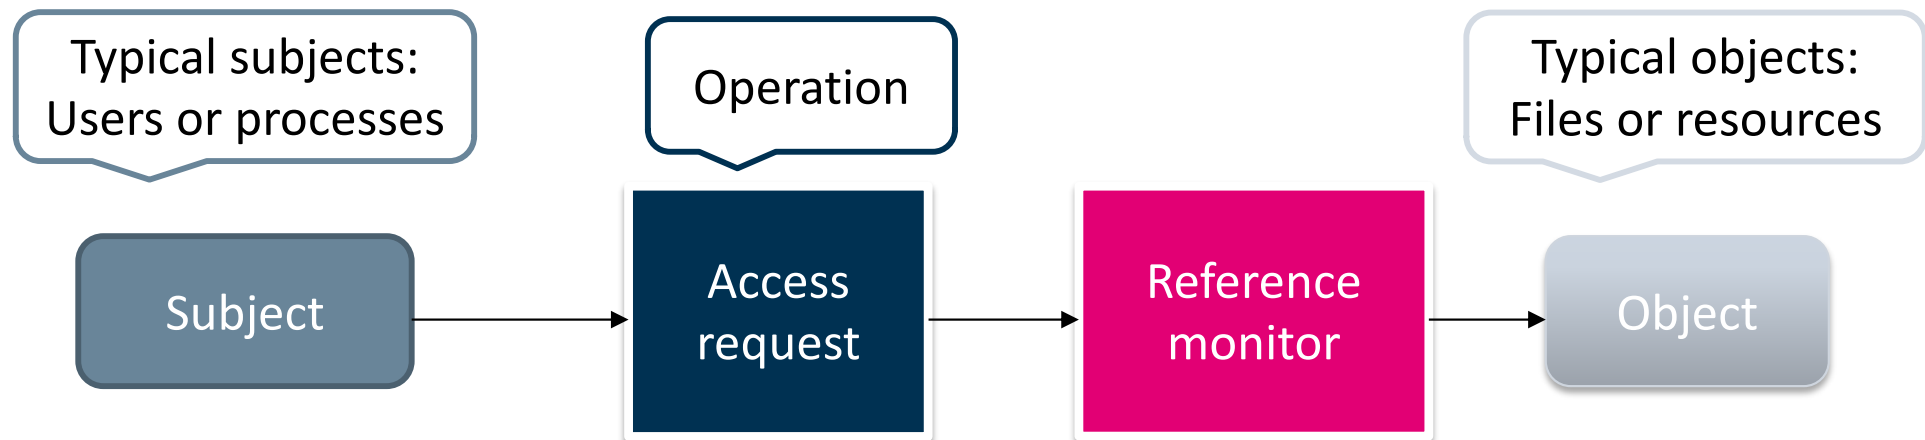 Typical subjects:
Users or processes
Operation
Typical objects:
Files or resources
Subject
Access
request
Reference
monitor
Object